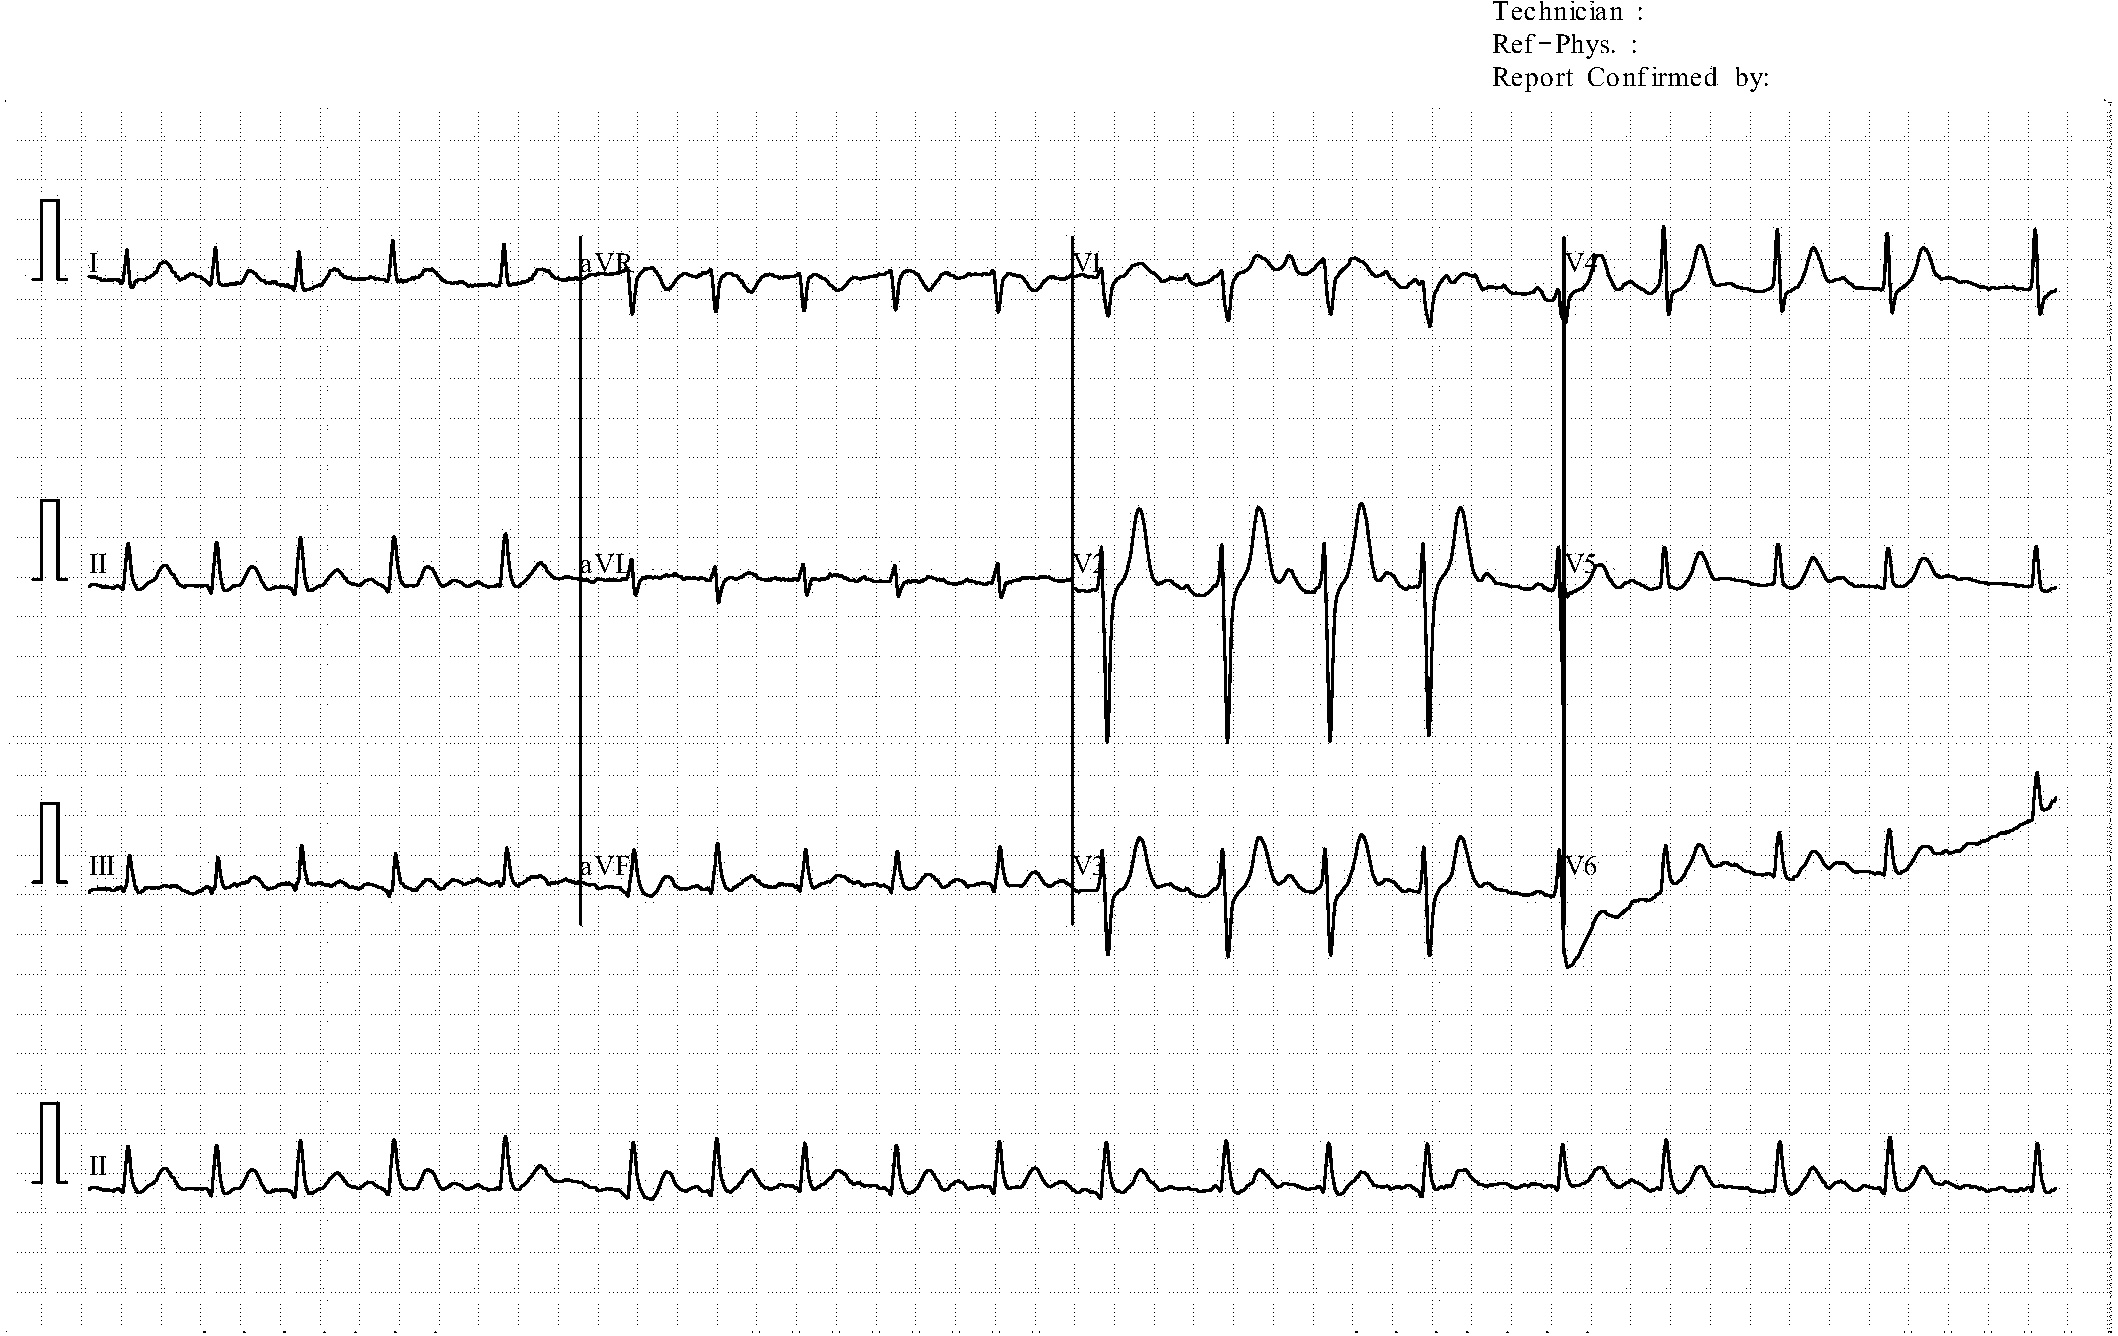 Technician :
Ref-Phys. :
Report Confirmed by:
I aVR V1 V4
II aVL V2 V5
III aVF V3 V6
II